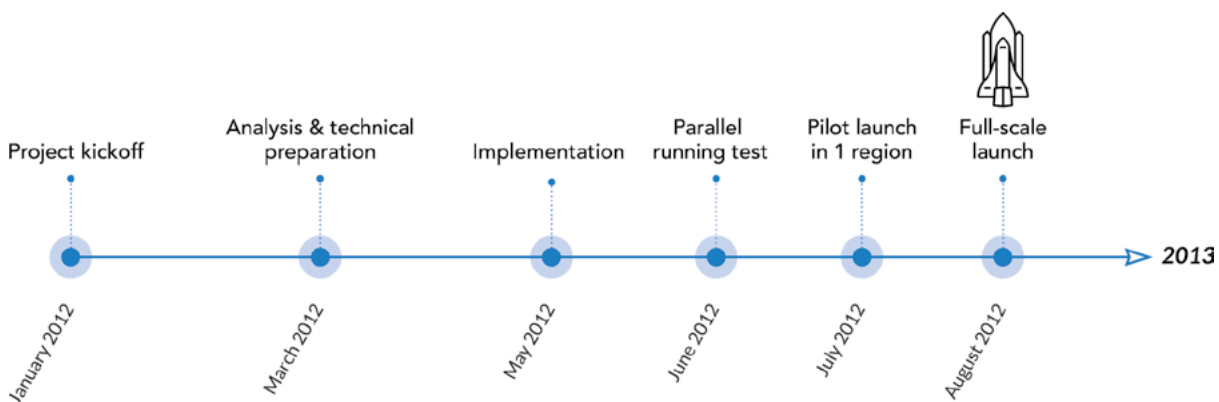 Project kickoff
Analysis & technical
preparation
Implementation
Parallel
running test
Pilot launch
in 1 region
Full-scale
launch
2013
January 2012
March 2012
May 2012
June 2012
July 2012
August 2012